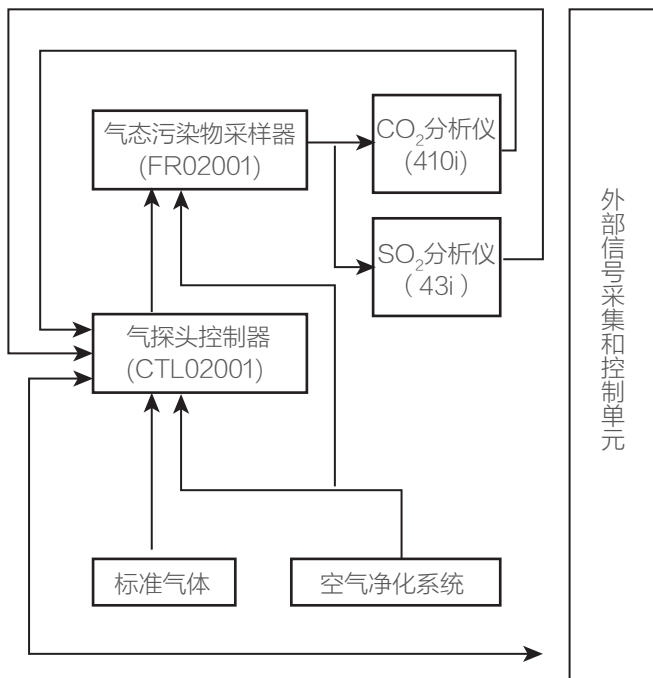 气态污染物采样器
(FR02001)
CO₂分析仪
(410i)
SO₂分析仪
（43i）
气探头控制器
(CTL02001)
标准气体
空气净化系统
外部信号采集和控制单元